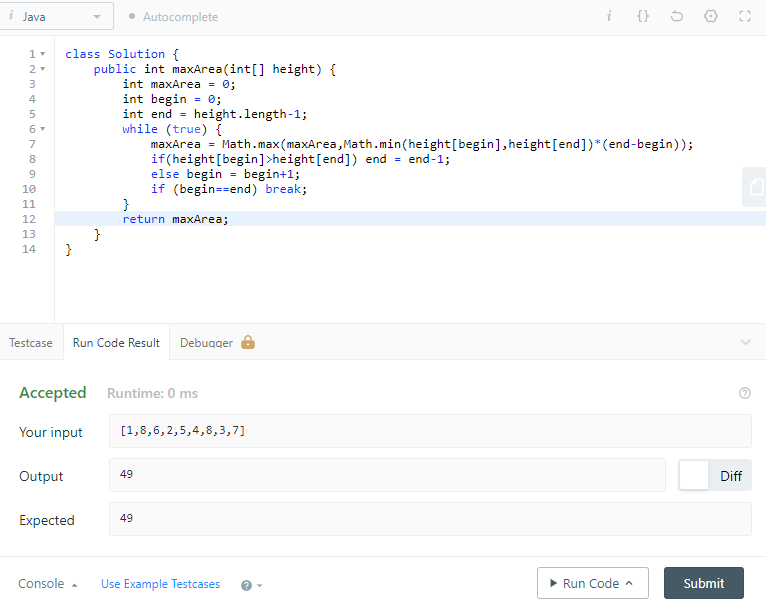 i Java
Autocomplete
i {}
1 class Solution {
2 public int maxArea(int[] height) {
3 int maxArea = 0;
4 int begin = 0;
5 int end = height.length-1;
6 while (true) {
7 maxArea = Math.max(maxArea,Math.min(height[begin],height[end])*(end-begin));
8 if(height[begin]>height[end]) end = end-1;
9 else begin = begin+1;
10 if (begin==end) break;
11 }
12 return maxArea;
13 }
14 }
Testcase Run Code Result Debugger
Accepted Runtime: 0 ms ?
Your input [1,8,6,2,5,4,8,3,7]
Output 49 Diff
Expected 49
Console Use Example Testcases ? Run Code Submit